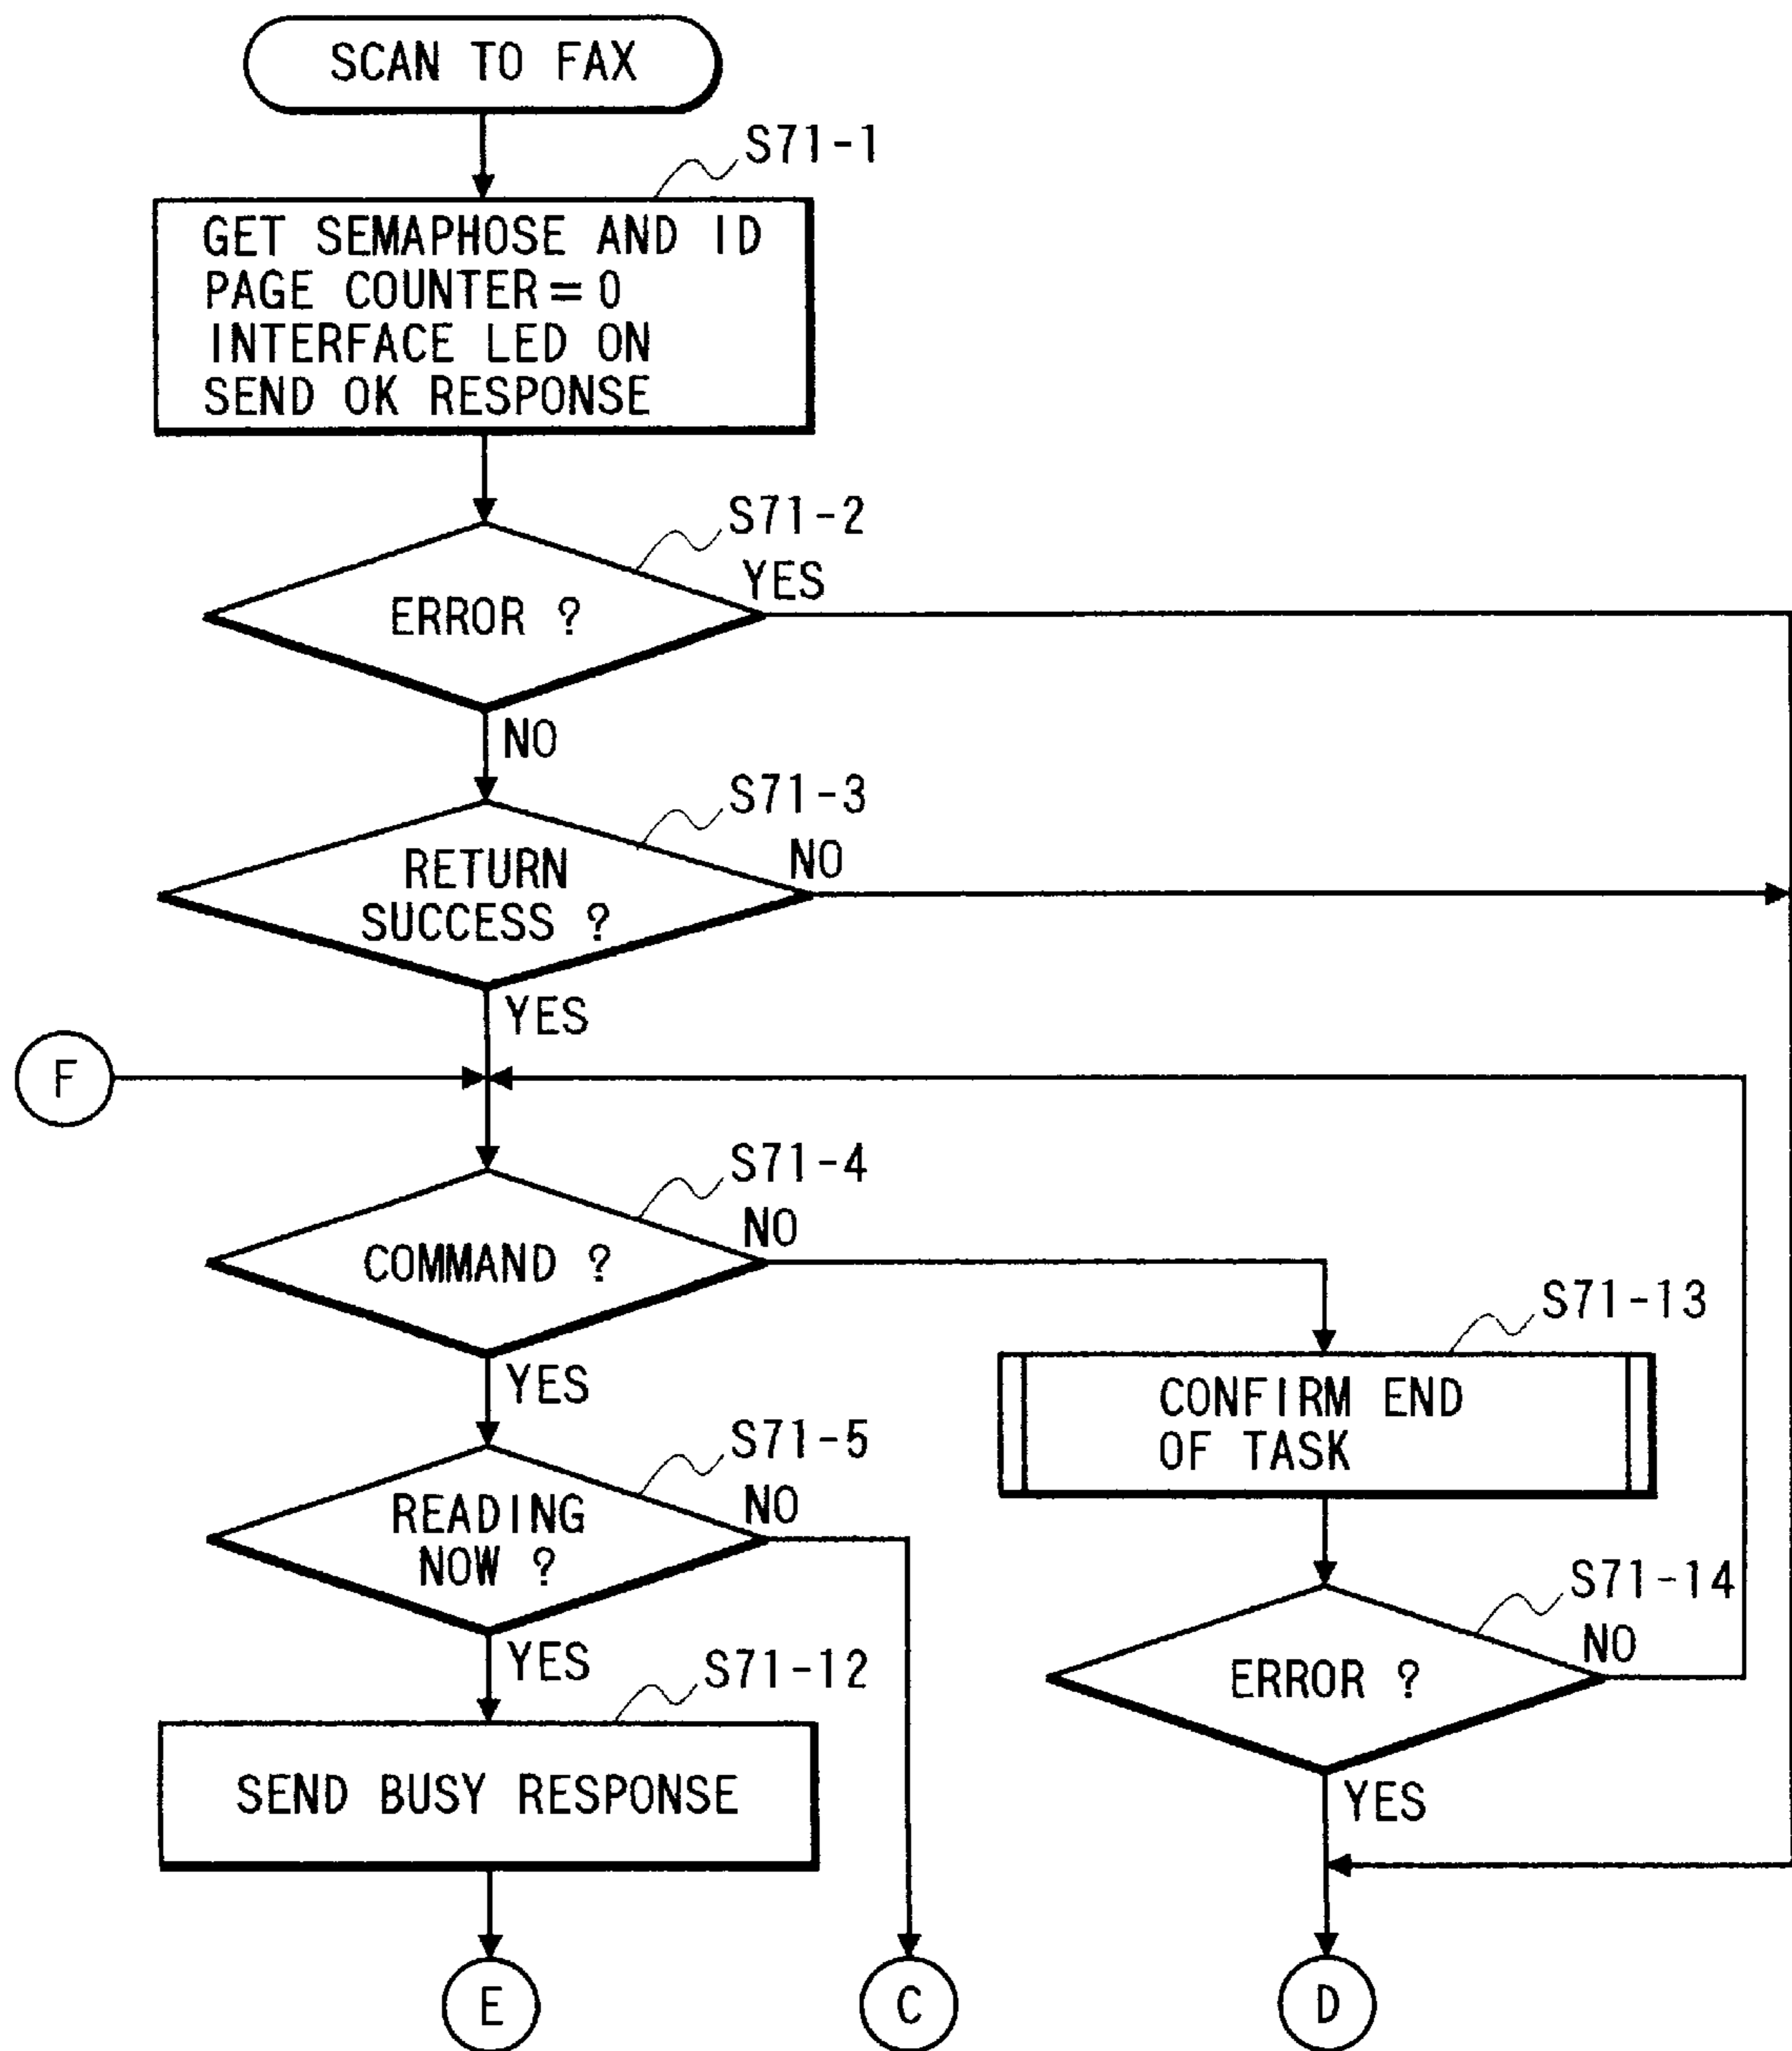 SCAN TO FAX
S71-1
GET SEMAPHOSE AND ID
PAGE COUNTER=0
INTERFACE LED ON
SEND OK RESPONSE
S71-2
ERROR ?
YES
NO
S71-3
RETURN
SUCCESS ?
NO
YES
F
S71-4
COMMAND ?
NO
YES
S71-13
CONFIRM END
OF TASK
S71-5
READING
NOW ?
NO
YES
S71-14
ERROR ?
NO
YES
S71-12
SEND BUSY RESPONSE
E
C
D